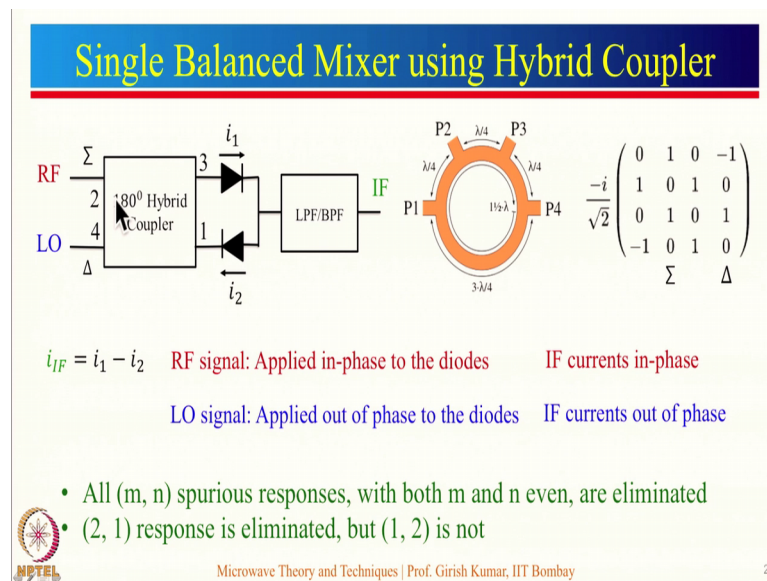 Single Balanced Mixer using Hybrid Coupler
RF Σ
2
LO 4
Δ
180⁰ Hybrid
Coupler
3
1
i₁
i₂
LPF/BPF
IF
P1
P2
P3
P4
λ/4
λ/4
λ/4
1½·λ
3·λ/4
−i/√2
0 1 0 −1
1 0 1 0
0 1 0 1
−1 0 1 0
Σ Δ
i_IF = i₁ − i₂ RF signal: Applied in-phase to the diodes IF currents in-phase
LO signal: Applied out of phase to the diodes IF currents out of phase
• All (m, n) spurious responses, with both m and n even, are eliminated
• (2, 1) response is eliminated, but (1, 2) is not
NPTEL
Microwave Theory and Techniques | Prof. Girish Kumar, IIT Bombay
2